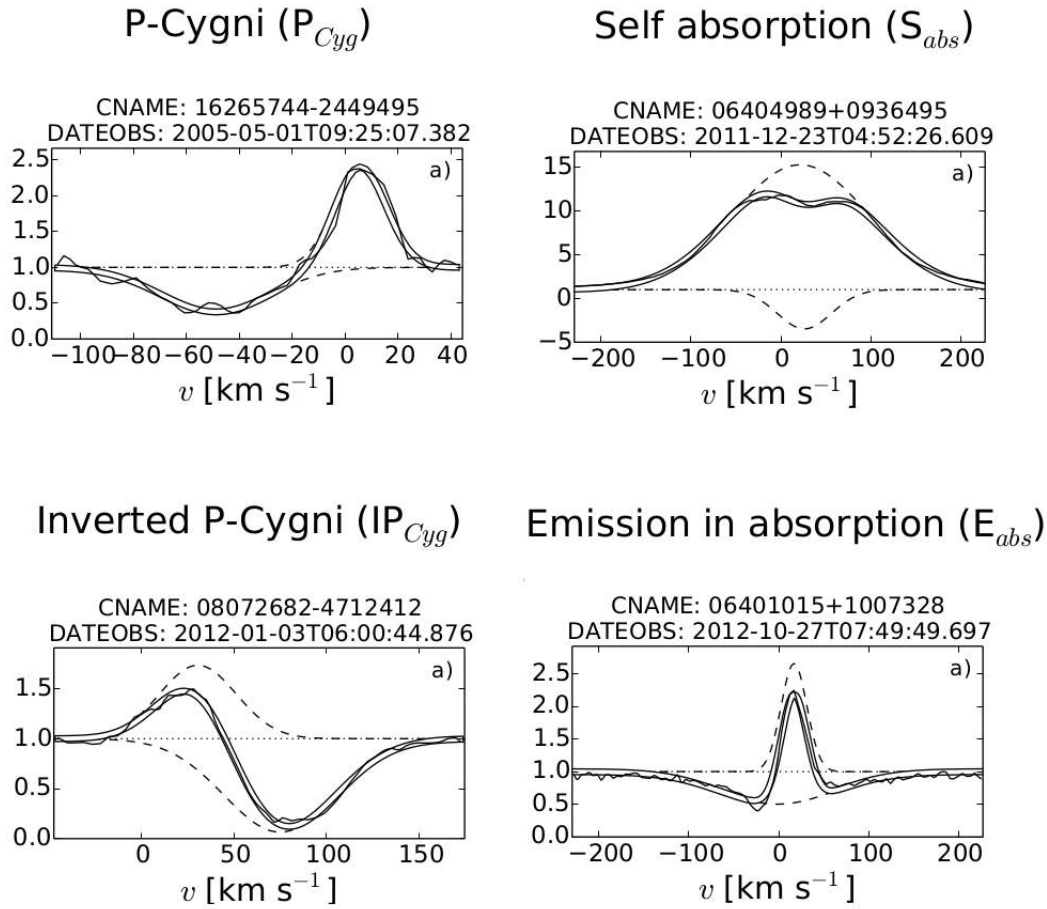 P-Cygni (P_Cyg)
CNAME: 16265744-2449495
DATEOBS: 2005-05-01T09:25:07.382
a)
2.5
2.0
1.5
1.0
0.5
0.0
−100 −80 −60 −40 −20 0 20 40
v [km s⁻¹]
Self absorption (S_abs)
CNAME: 06404989+0936495
DATEOBS: 2011-12-23T04:52:26.609
a)
15
10
5
0
−5
−200 −100 0 100 200
v [km s⁻¹]
Inverted P-Cygni (IP_Cyg)
CNAME: 08072682-4712412
DATEOBS: 2012-01-03T06:00:44.876
a)
1.5
1.0
0.5
0.0
0 50 100 150
v [km s⁻¹]
Emission in absorption (E_abs)
CNAME: 06401015+1007328
DATEOBS: 2012-10-27T07:49:49.697
a)
2.5
2.0
1.5
1.0
0.5
0.0
−200 −100 0 100 200
v [km s⁻¹]